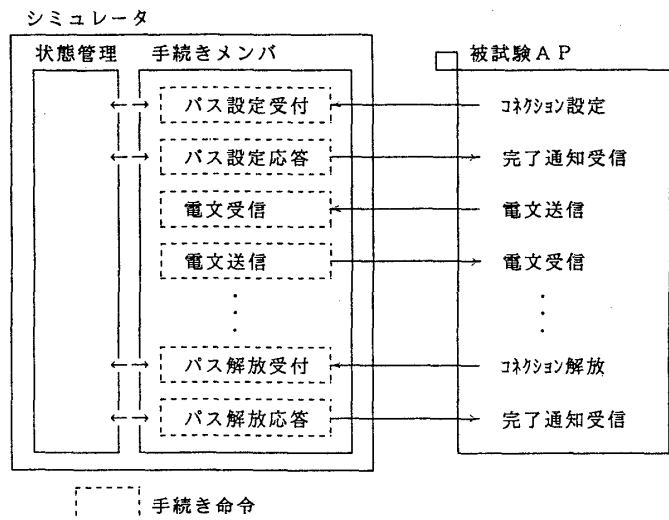 シミュレータ
状態管理 手続きメンバ 被試験AP
パス設定受付 コネクション設定
パス設定応答 完了通知受信
電文受信 電文送信
電文送信 電文受信
パス解放受付 コネクション解放
パス解放応答 完了通知受信
手続き命令